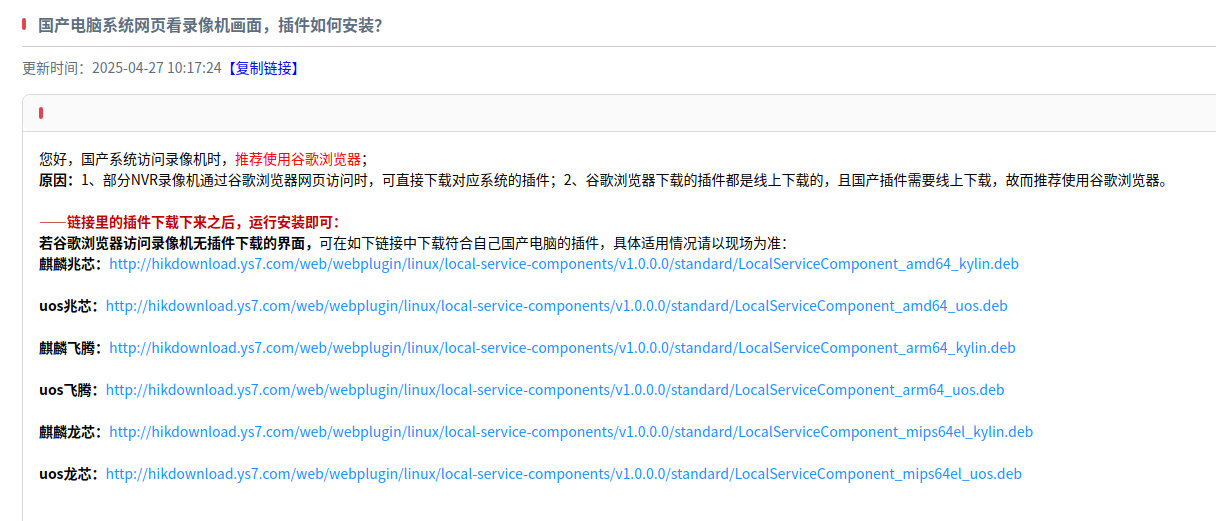 国产电脑系统网页看录像机画面，插件如何安装？
更新时间：2025-04-27 10:17:24【复制链接】
您好，国产系统访问录像机时，推荐使用谷歌浏览器；
原因：1、部分NVR录像机通过谷歌浏览器网页访问时，可直接下载对应系统的插件；2、谷歌浏览器下载的插件都是线上下载的，且国产插件需要线上下载，故而推荐使用谷歌浏览器。
——链接里的插件下载下来之后，运行安装即可：
若谷歌浏览器访问录像机无插件下载的界面，可在如下链接中下载符合自己国产电脑的插件，具体适用情况请以现场为准：
麒麟兆芯：http://hikdownload.ys7.com/web/webplugin/linux/local-service-components/v1.0.0.0/standard/LocalServiceComponent_amd64_kylin.deb
uos兆芯：http://hikdownload.ys7.com/web/webplugin/linux/local-service-components/v1.0.0.0/standard/LocalServiceComponent_amd64_uos.deb
麒麟飞腾：http://hikdownload.ys7.com/web/webplugin/linux/local-service-components/v1.0.0.0/standard/LocalServiceComponent_arm64_kylin.deb
uos飞腾：http://hikdownload.ys7.com/web/webplugin/linux/local-service-components/v1.0.0.0/standard/LocalServiceComponent_arm64_uos.deb
麒麟龙芯：http://hikdownload.ys7.com/web/webplugin/linux/local-service-components/v1.0.0.0/standard/LocalServiceComponent_mips64el_kylin.deb
uos龙芯：http://hikdownload.ys7.com/web/webplugin/linux/local-service-components/v1.0.0.0/standard/LocalServiceComponent_mips64el_uos.deb